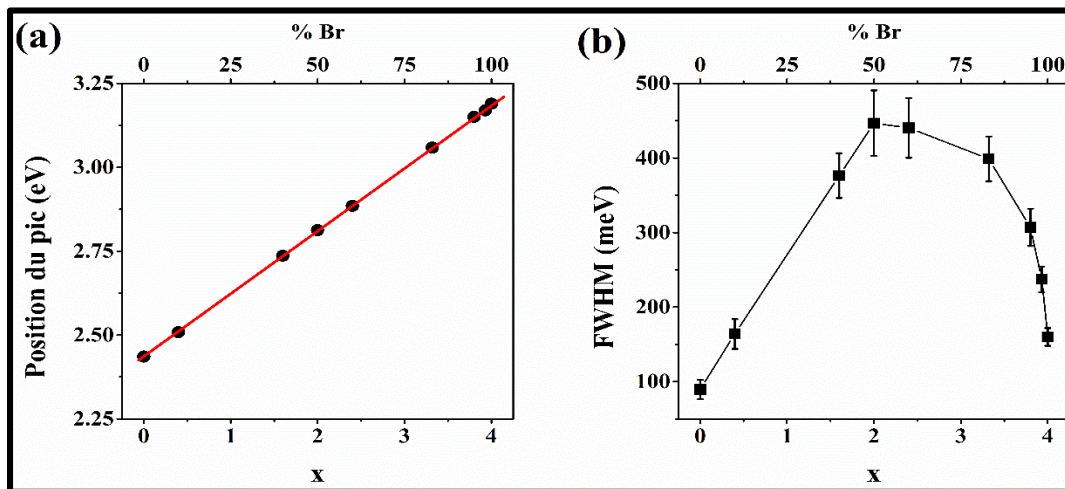 (a)
% Br
0 25 50 75 100
3.25
3.00
2.75
2.50
2.25
Position du pic (eV)
0 1 2 3 4
x
(b)
% Br
0 25 50 75 100
500
400
300
200
100
FWHM (meV)
0 1 2 3 4
x